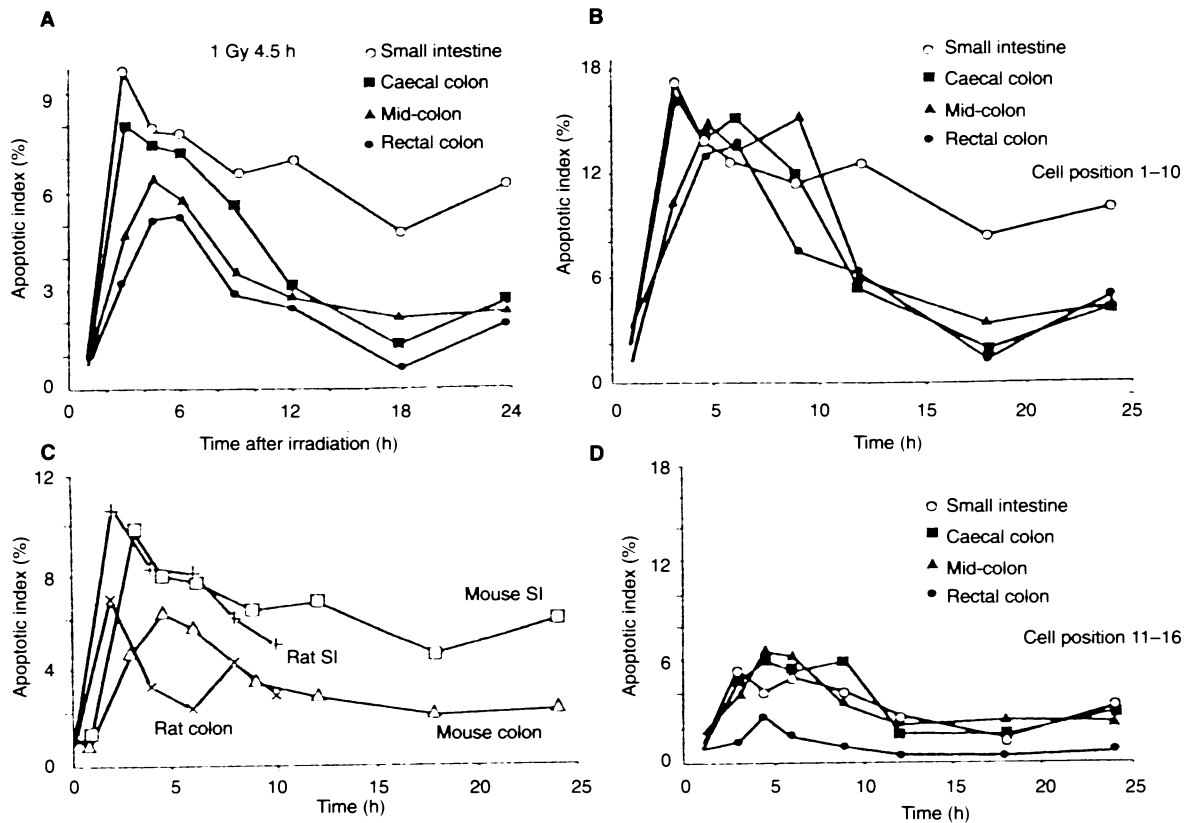 A
1 Gy 4.5 h
Small intestine
Caecal colon
Mid-colon
Rectal colon
Apoptotic index (%)
9
6
3
0
0 6 12 18 24
Time after irradiation (h)
B
Small intestine
Caecal colon
Mid-colon
Rectal colon
Cell position 1–10
Apoptotic index (%)
18
12
6
0
0 5 10 15 20 25
Time (h)
C
Apoptotic index (%)
12
8
4
0
Mouse SI
Rat SI
Rat colon
Mouse colon
0 5 10 15 20 25
Time (h)
D
Small intestine
Caecal colon
Mid-colon
Rectal colon
Cell position 11–16
Apoptotic index (%)
18
12
6
0
0 5 10 15 20 25
Time (h)